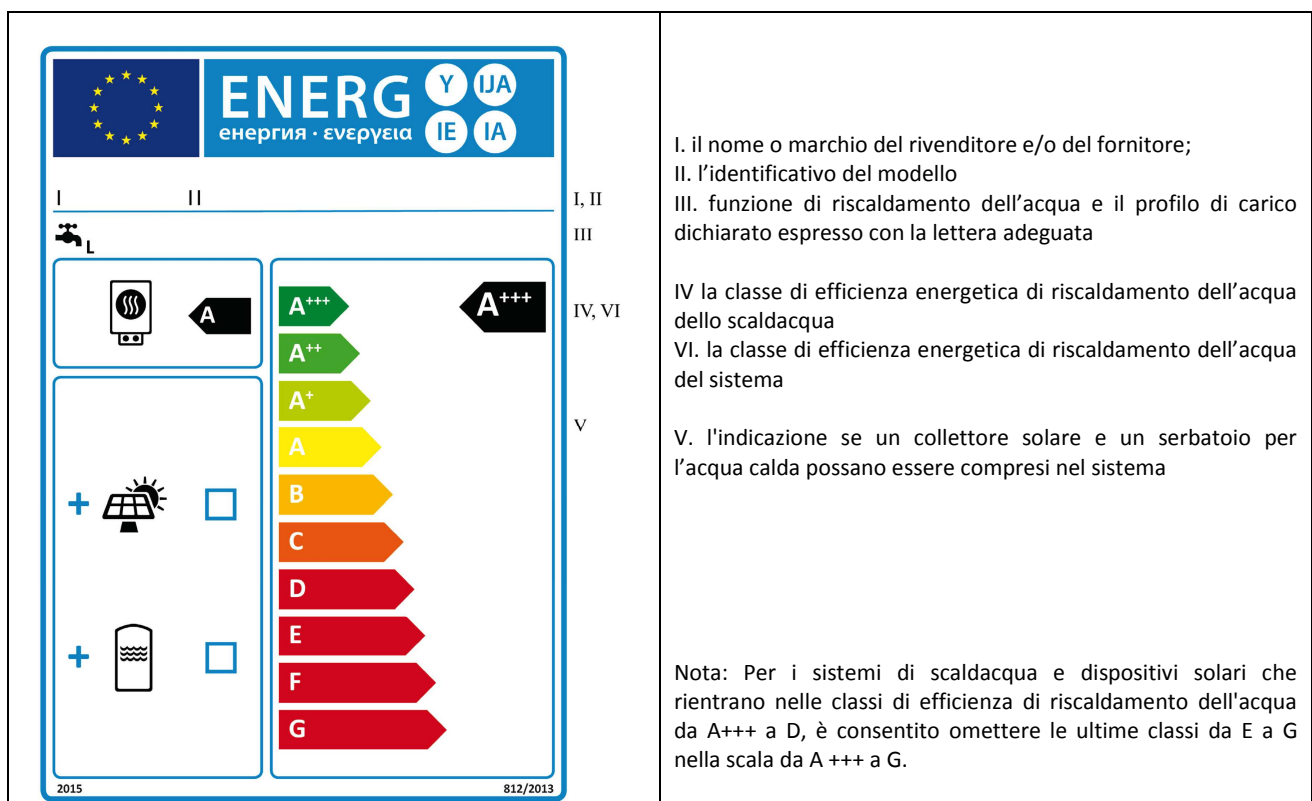 ENERG Y IJA
енергия · ενεργεια IE IA
I II
I, II
III
L
A
A+++
A+++
IV, VI
A++
A+
V
A
B
C
D
E
F
G
2015
812/2013
I. il nome o marchio del rivenditore e/o del fornitore;
II. l’identificativo del modello
III. funzione di riscaldamento dell’acqua e il profilo di carico
dichiarato espresso con la lettera adeguata
IV la classe di efficienza energetica di riscaldamento dell’acqua
dello scaldacqua
VI. la classe di efficienza energetica di riscaldamento dell’acqua
del sistema
V. l'indicazione se un collettore solare e un serbatoio per
l’acqua calda possano essere compresi nel sistema
Nota: Per i sistemi di scaldacqua e dispositivi solari che
rientrano nelle classi di efficienza di riscaldamento dell'acqua
da A+++ a D, è consentito omettere le ultime classi da E a G
nella scala da A +++ a G.